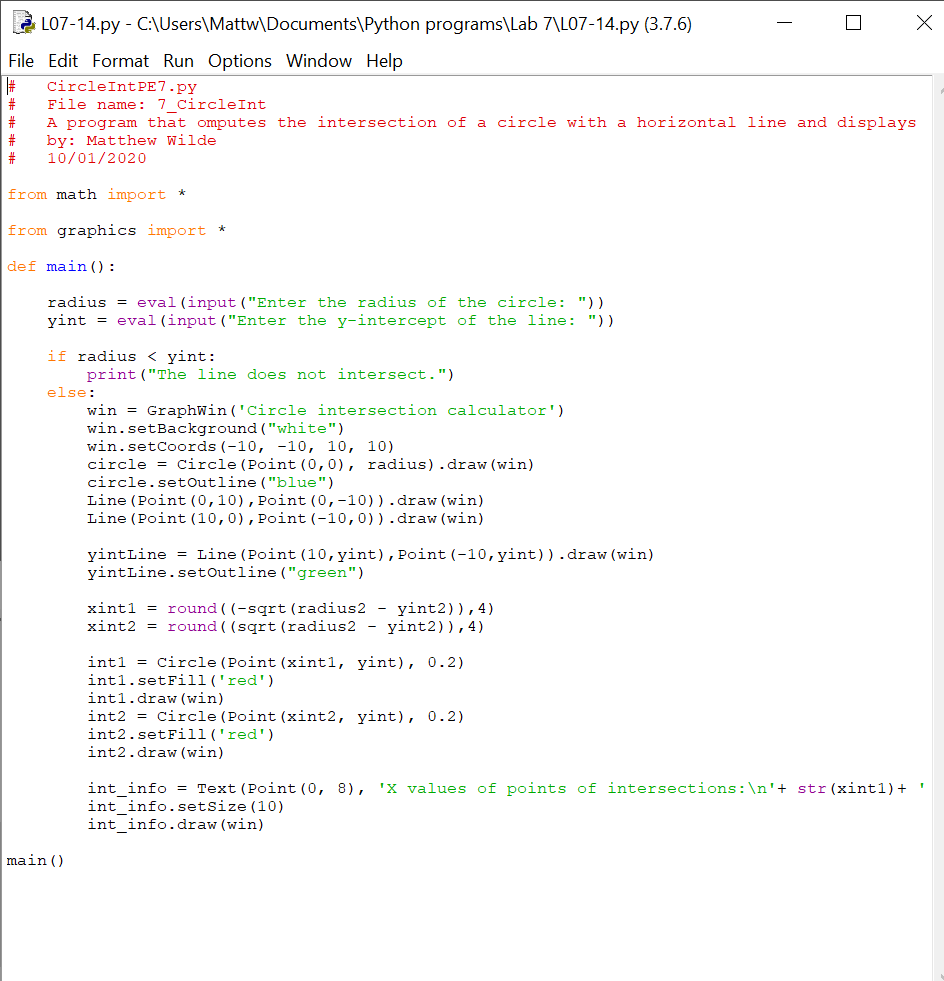 L07-14.py - C:\Users\Mattw\Documents\Python programs\Lab 7\L07-14.py (3.7.6)
File Edit Format Run Options Window Help
#   CircleIntPE7.py
#   File name: 7_CircleInt
#   A program that omputes the intersection of a circle with a horizontal line and displays
#   by: Matthew Wilde
#   10/01/2020
from math import *
from graphics import *
def main():
    radius = eval(input("Enter the radius of the circle: "))
    yint = eval(input("Enter the y-intercept of the line: "))
    if radius < yint:
        print("The line does not intersect.")
    else:
        win = GraphWin('Circle intersection calculator')
        win.setBackground("white")
        win.setCoords(-10, -10, 10, 10)
        circle = Circle(Point(0,0), radius).draw(win)
        circle.setOutline("blue")
        Line(Point(0,10),Point(0,-10)).draw(win)
        Line(Point(10,0),Point(-10,0)).draw(win)
        yintLine = Line(Point(10,yint),Point(-10,yint)).draw(win)
        yintLine.setOutline("green")
        xint1 = round((-sqrt(radius2 - yint2)),4)
        xint2 = round((sqrt(radius2 - yint2)),4)
        int1 = Circle(Point(xint1, yint), 0.2)
        int1.setFill('red')
        int1.draw(win)
        int2 = Circle(Point(xint2, yint), 0.2)
        int2.setFill('red')
        int2.draw(win)
        int_info = Text(Point(0, 8), 'X values of points of intersections:\n'+ str(xint1)+ '
        int_info.setSize(10)
        int_info.draw(win)
main()